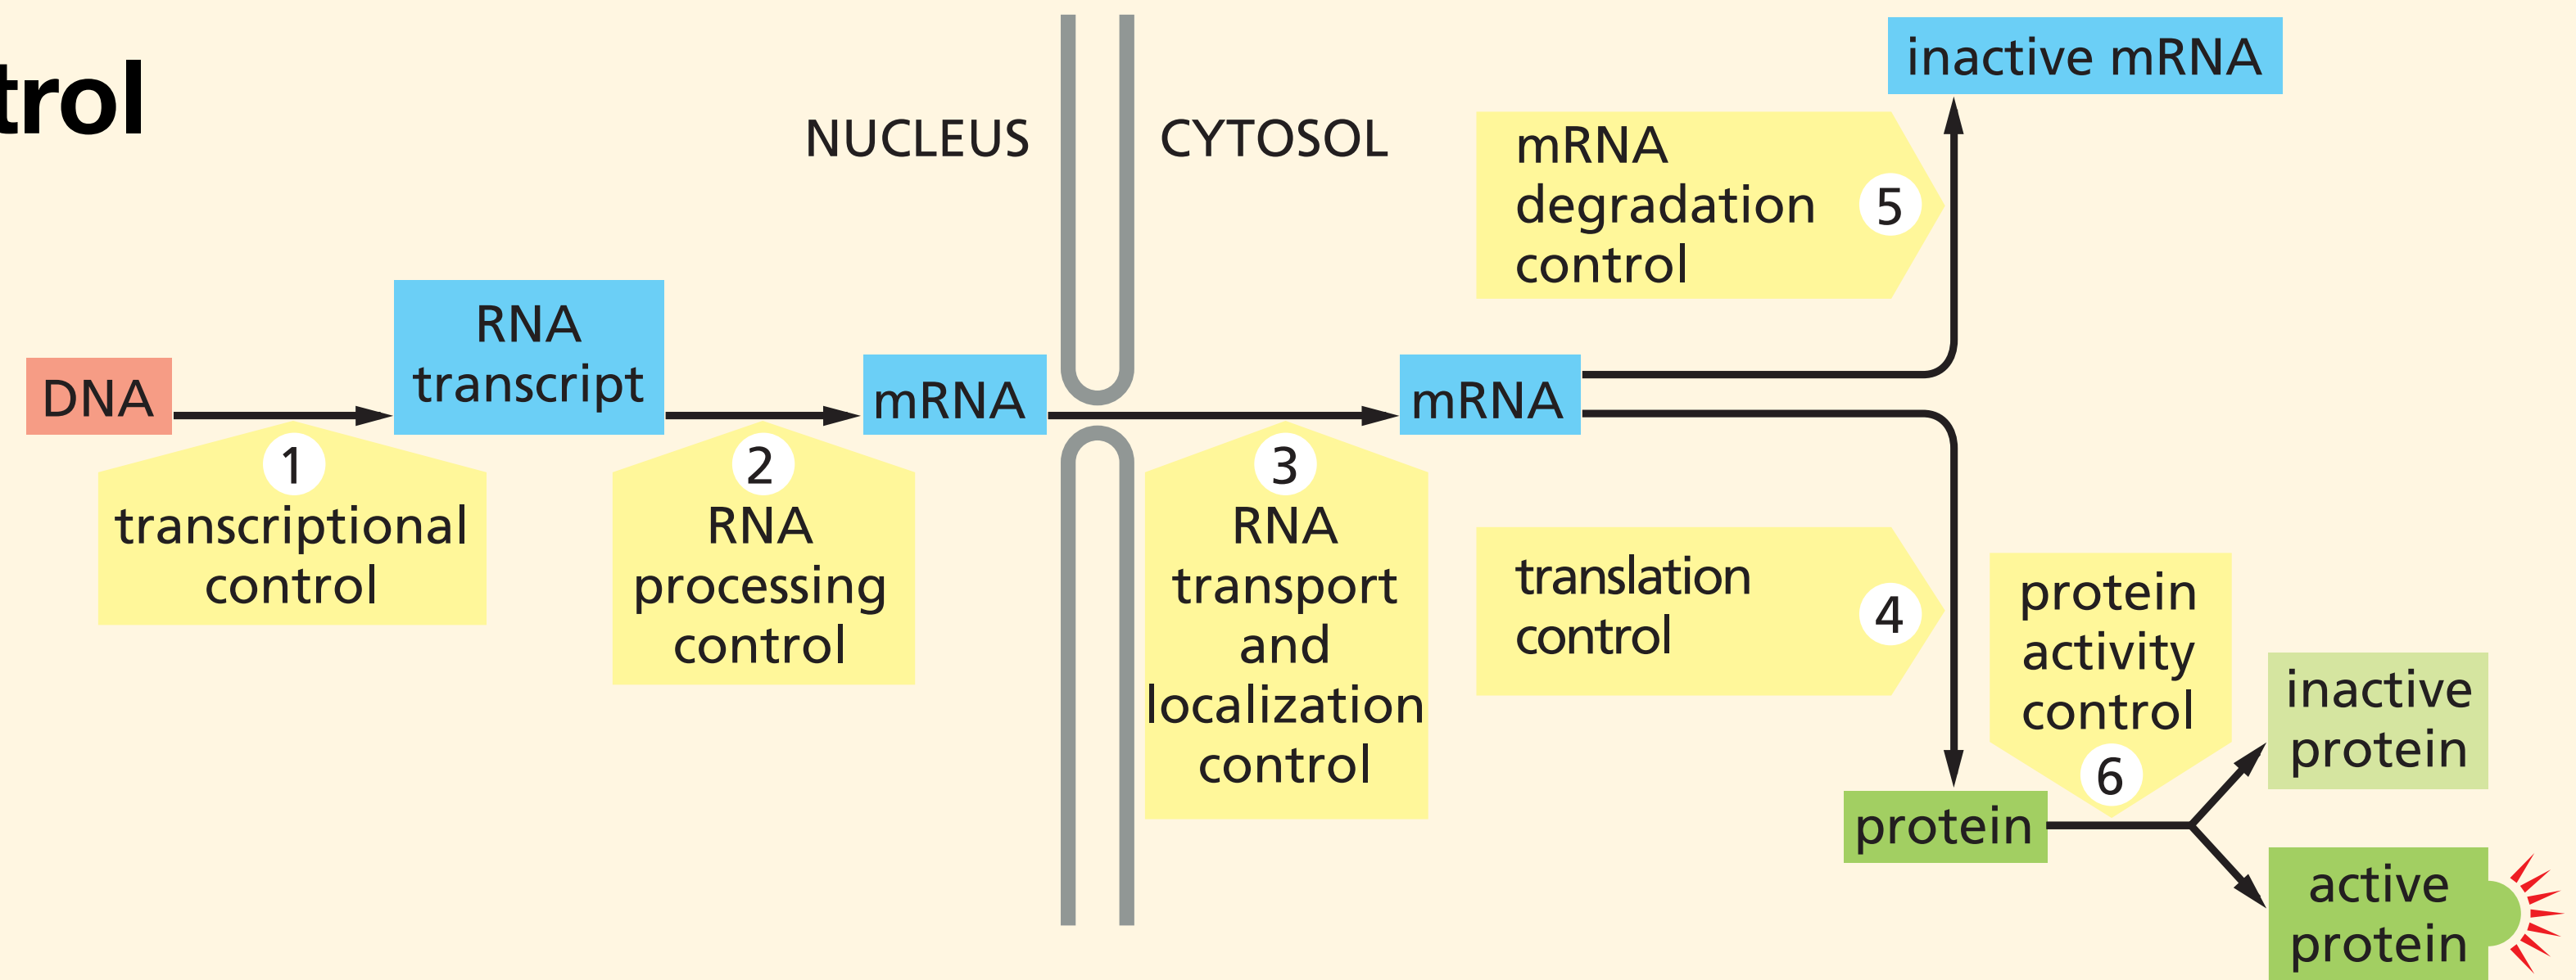 trol
NUCLEUS
CYTOSOL
inactive mRNA
mRNA
degradation
control
5
DNA
RNA
transcript
mRNA
mRNA
1
transcriptional
control
2
RNA
processing
control
3
RNA
transport
and
localization
control
translation
control
4
protein
activity
control
6
protein
inactive
protein
active
protein